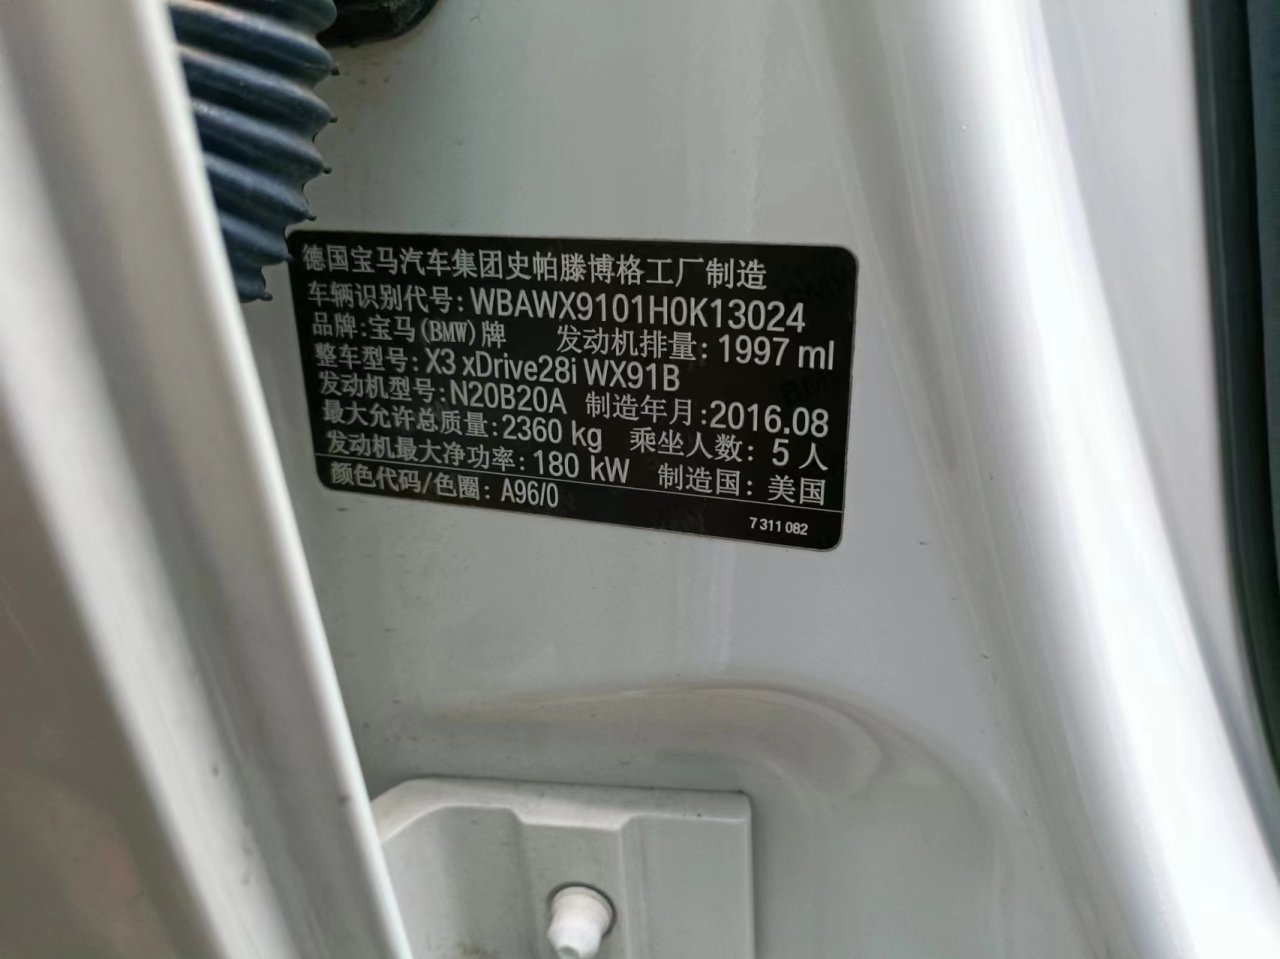 德国宝马汽车集团史帕滕博格工厂制造
车辆识别代号: WBAWX9101H0K13024
品牌: 宝马(BMW)牌 发动机排量: 1997 ml
整车型号: X3 xDrive28i WX91B
发动机型号: N20B20A 制造年月: 2016.08
最大允许总质量: 2360 kg 乘坐人数: 5 人
发动机最大净功率: 180 kW 制造国: 美国
颜色代码/色圈: A96/0
7 311 082